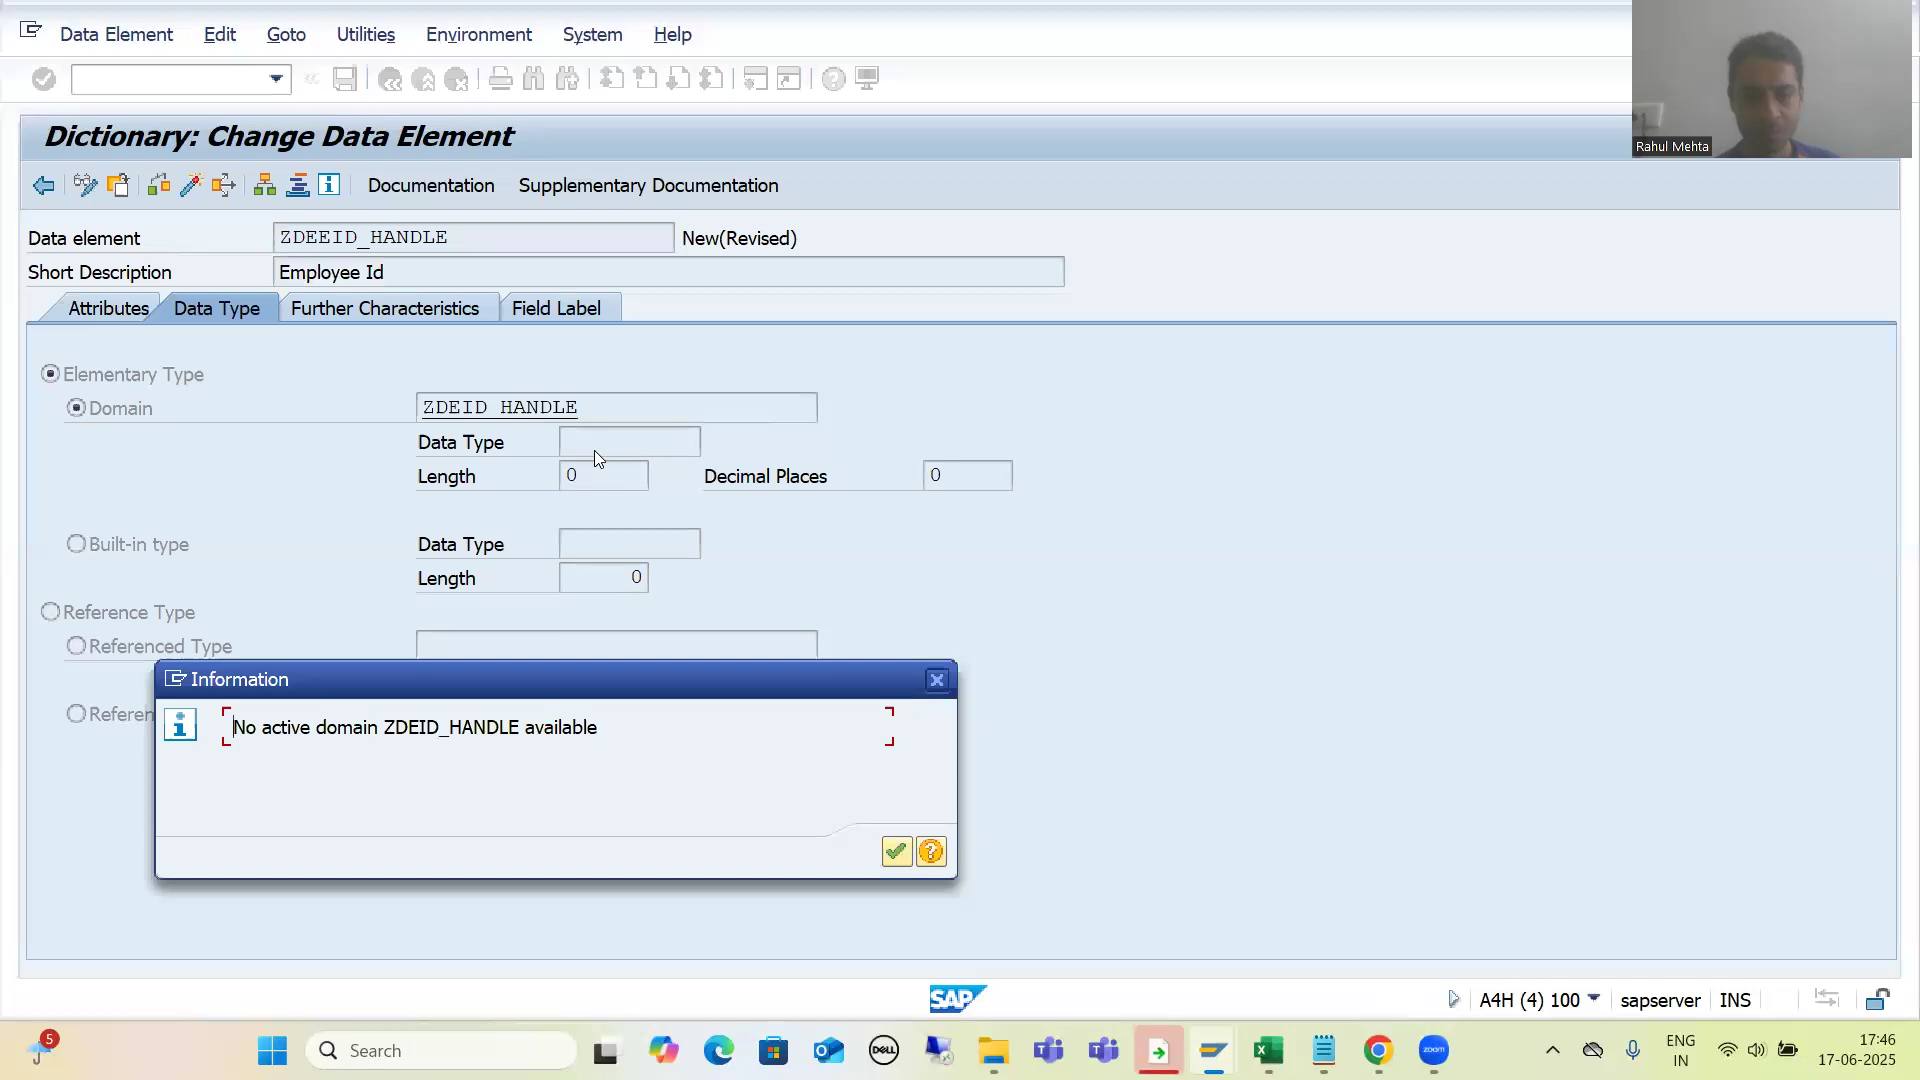 Data Element Edit Goto Utilities Environment System Help
Rahul Mehta
Dictionary: Change Data Element
Documentation Supplementary Documentation
Data element ZDEEID_HANDLE New(Revised)
Short Description Employee Id
Attributes Data Type Further Characteristics Field Label
Elementary Type
Domain ZDEID_HANDLE
Data Type
Length 0 Decimal Places 0
Built-in type Data Type
Length 0
Reference Type
Referenced Type
Information
Referen
No active domain ZDEID_HANDLE available
SAP A4H (4) 100 sapserver INS
5 Search DELL zoom ENG 17:46
IN 17-06-2025